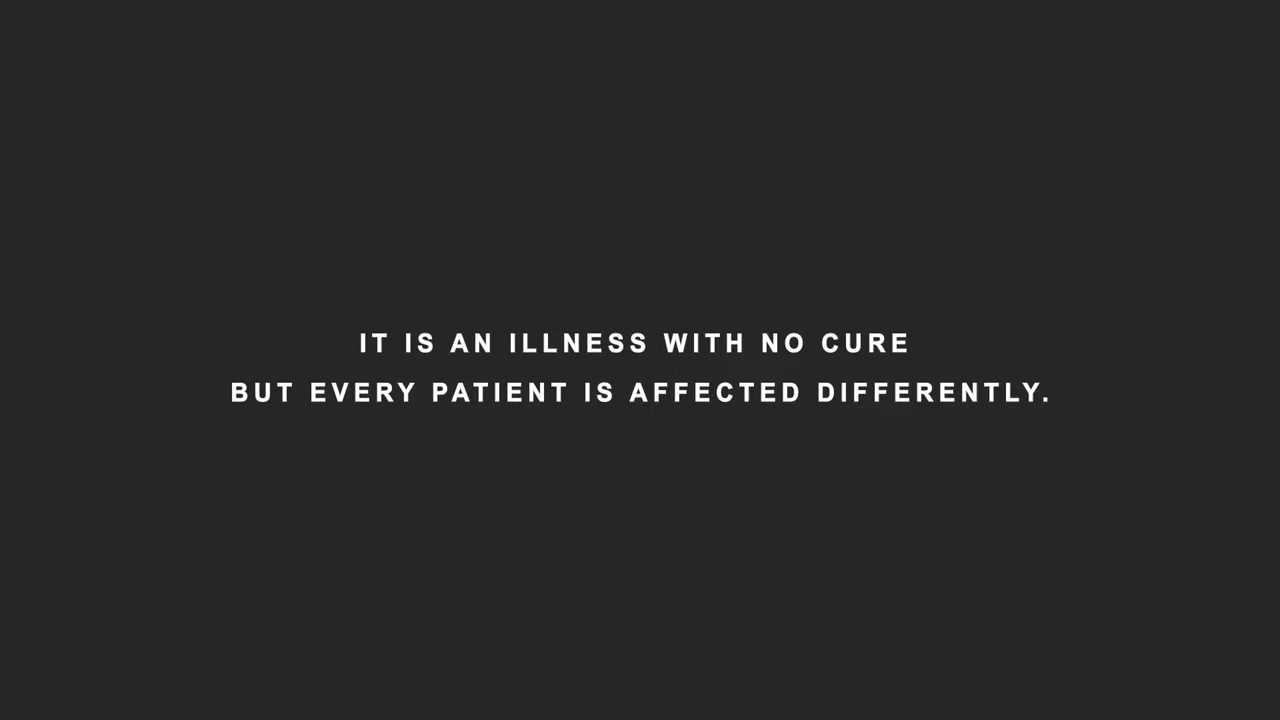 IT IS AN ILLNESS WITH NO CURE
BUT EVERY PATIENT IS AFFECTED DIFFERENTLY.